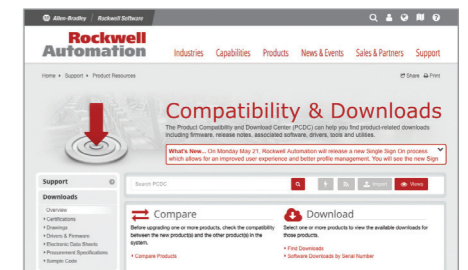 Allen-Bradley Rockwell Software
Rockwell
Automation
Industries Capabilities Products News & Events Sales & Partners Support
Home Support Product Resources Share Print
Compatibility & Downloads
The Product Compatibility and Download Center (PCDC) can help you find product-related downloads
including firmware, release notes, associated software, drivers, tools and utilities.
What's New... On Monday May 21, Rockwell Automation will release a new Single Sign On process
which allows for an improved user experience and better profile management. You will see the new Sign
Support
Search PCDC
Import Views
Downloads
Overview
Certifications
Drawings
Drivers & Firmware
Electronic Data Sheets
Procurement Specifications
Sample Code
Compare
Before upgrading one or more products, check the compatibility
between the new product(s) and the other product(s) in the
system.
Compare Products
Download
Select one or more products to view the available downloads for
those products.
Find Downloads
Software Downloads by Serial Number